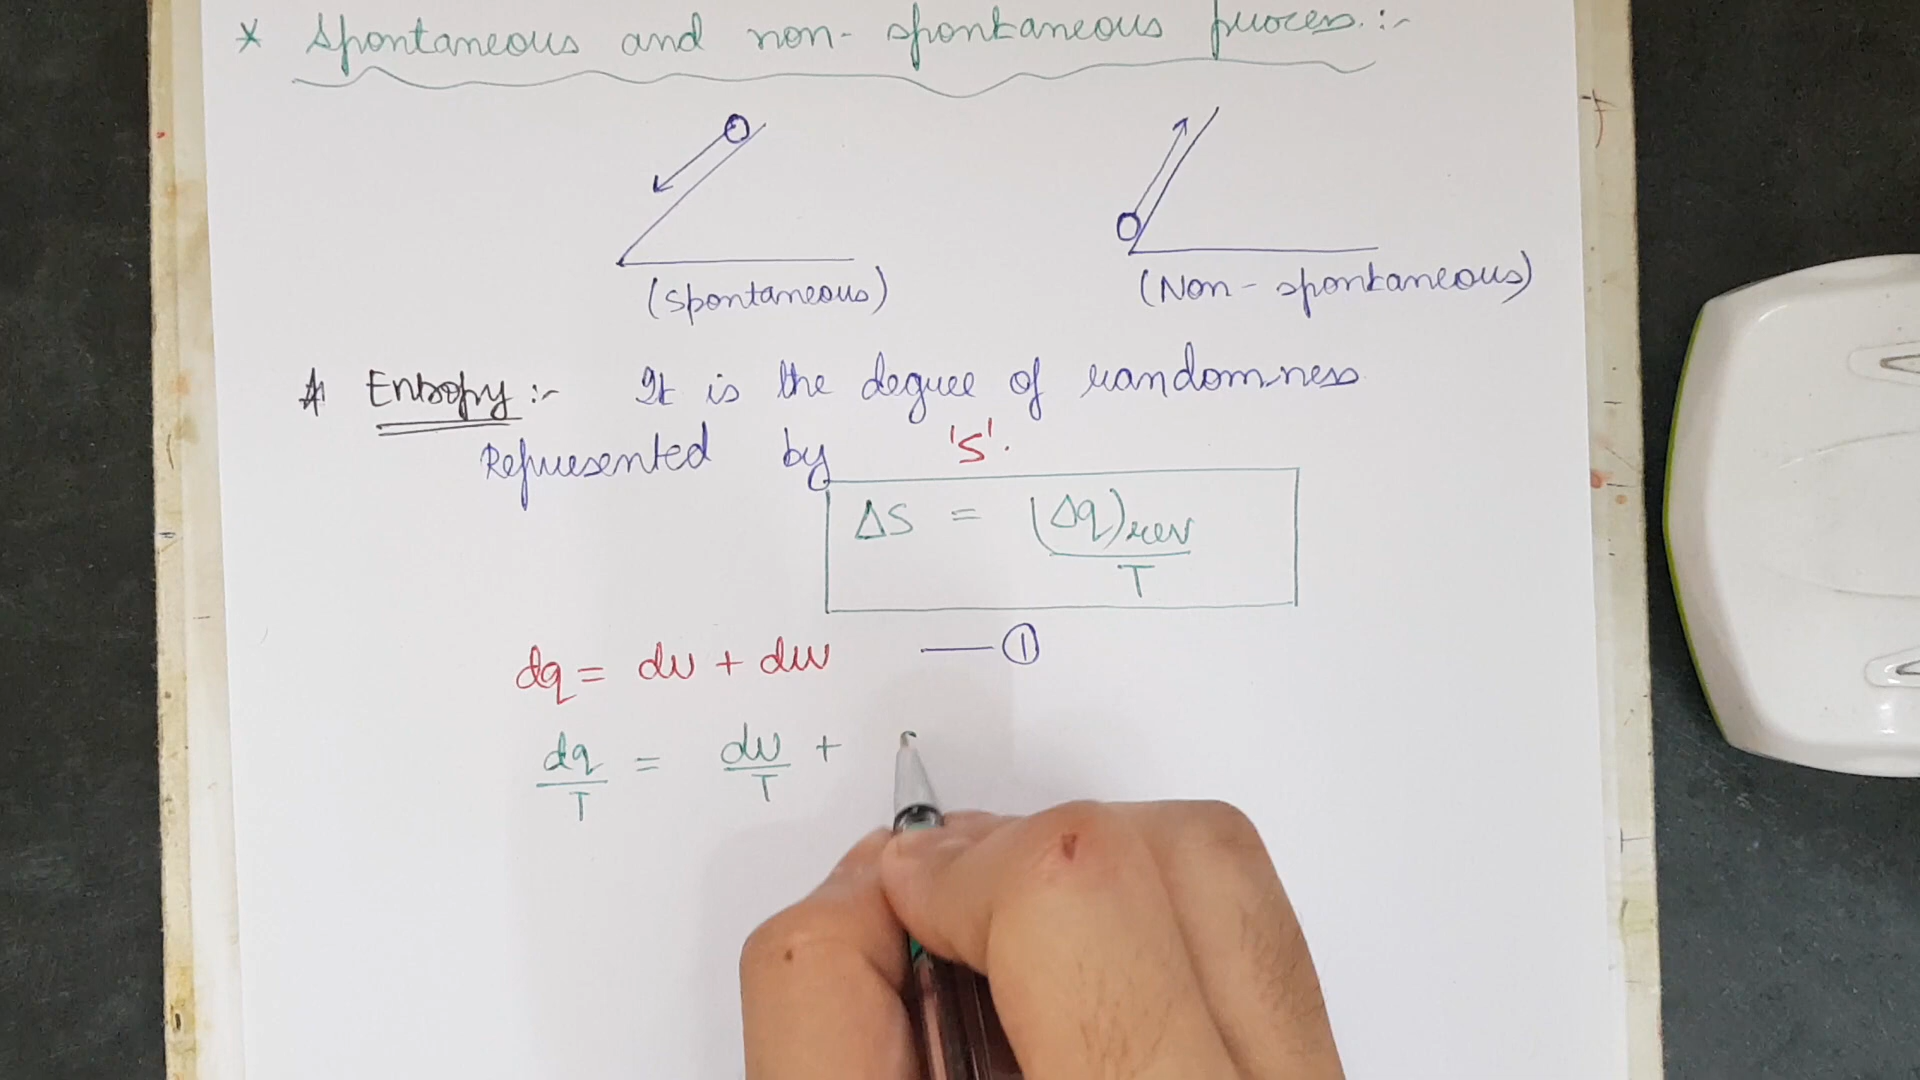 * Spontaneous and non-spontaneous process:-
(Spontaneous)
(Non-spontaneous)
* Entropy:- It is the degree of randomness
Represented by 'S'.
ΔS = (Δq)rev / T
dq = du + dw —— ①
dq/T = du/T +